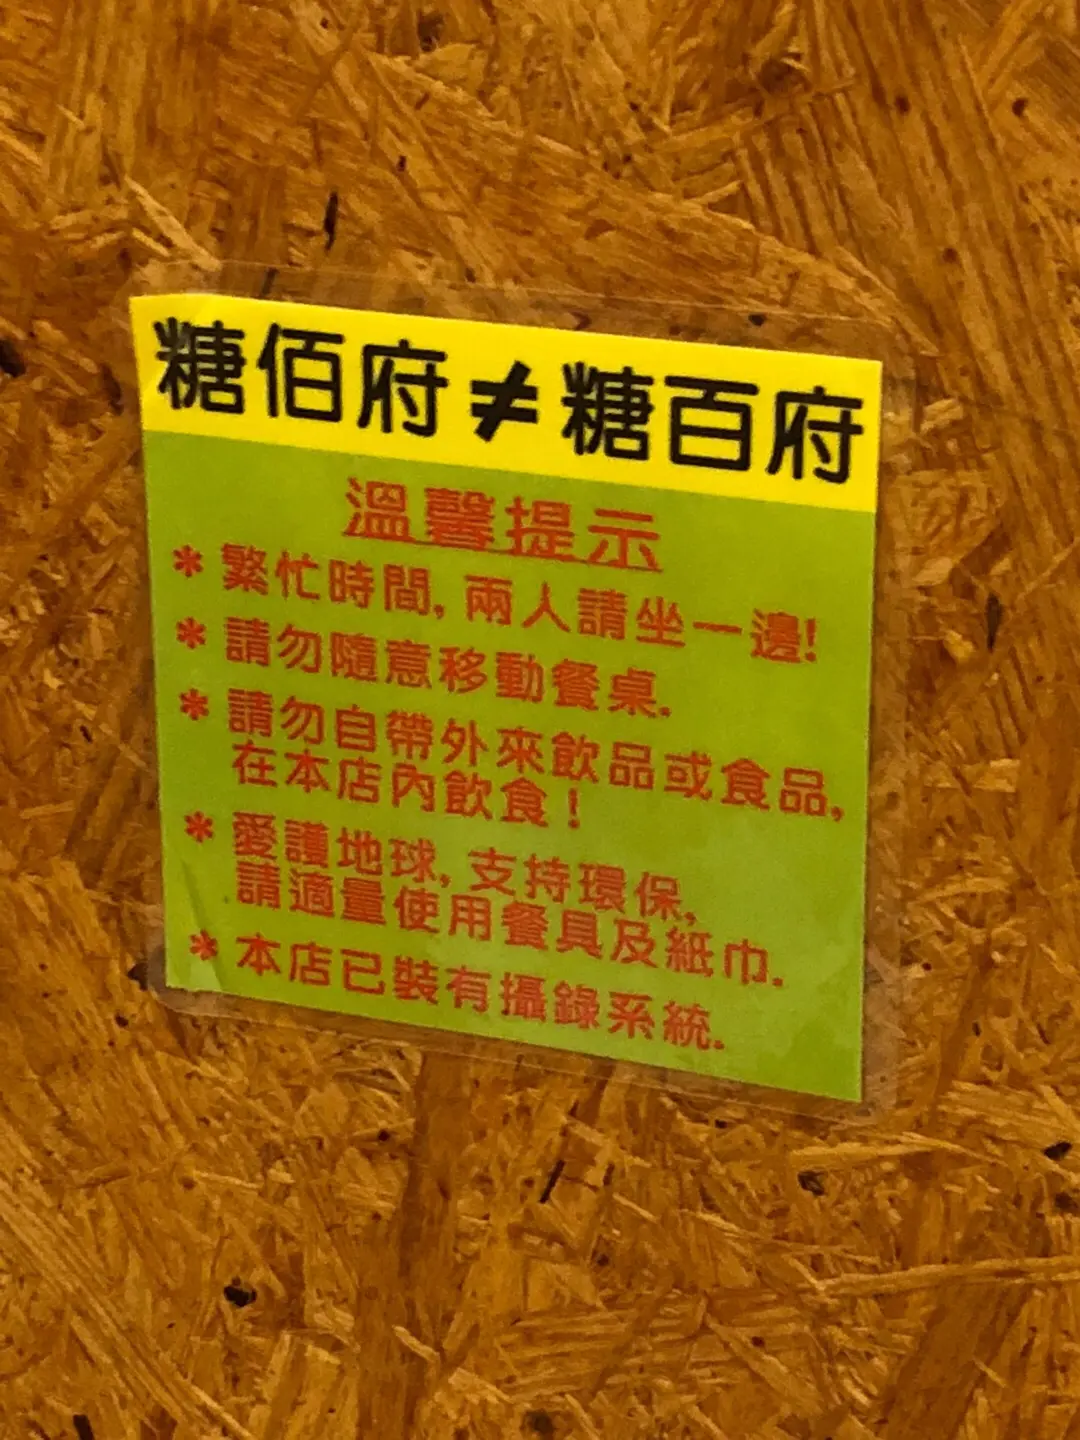 糖佰府≠糖百府
溫馨提示
* 繁忙時間, 兩人請坐一邊!
* 請勿隨意移動餐桌.
* 請勿自帶外來飲品或食品,
在本店內飲食!
* 愛護地球, 支持環保,
請適量使用餐具及紙巾.
* 本店已裝有攝錄系統.